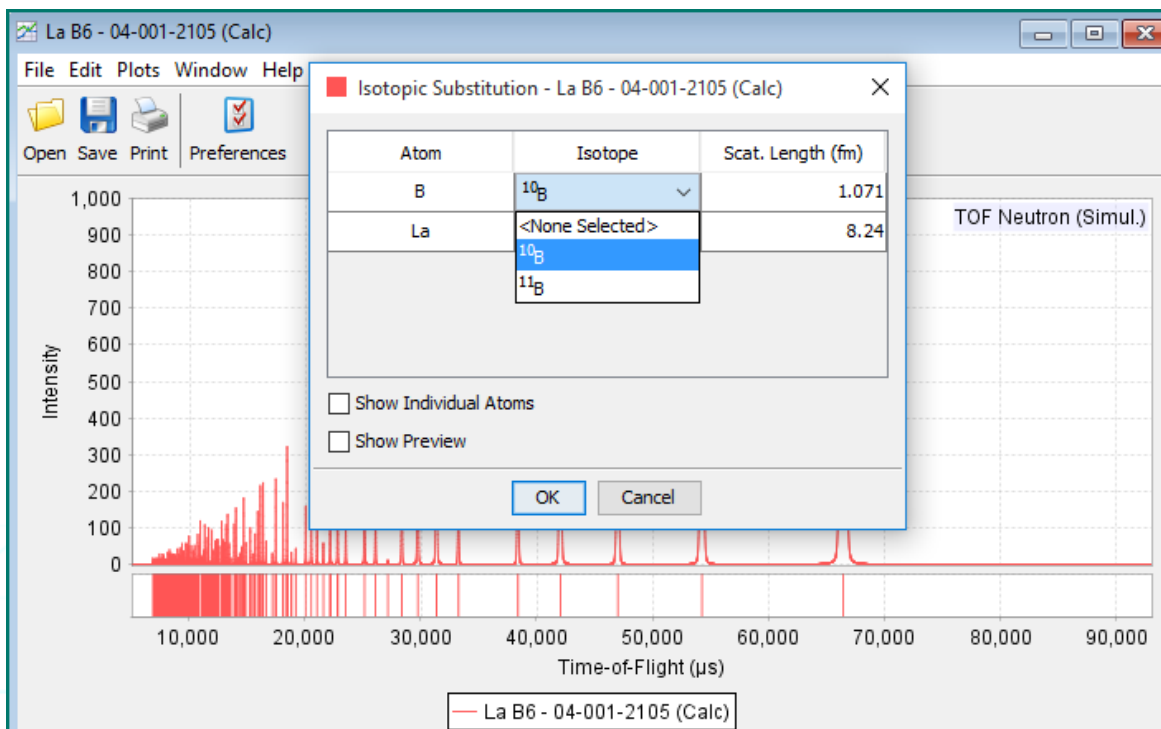 La B6 - 04-001-2105 (Calc)
File Edit Plots Window Help
Open Save Print Preferences
Isotopic Substitution - La B6 - 04-001-2105 (Calc)
Atom Isotope Scat. Length (fm)
B ¹⁰B 1.071
La 8.24
<None Selected>
¹⁰B
¹¹B
Show Individual Atoms
Show Preview
OK Cancel
TOF Neutron (Simul.)
Intensity
1,000
900
800
700
600
500
400
300
200
100
0
10,000 20,000 30,000 40,000 50,000 60,000 70,000 80,000 90,000
Time-of-Flight (µs)
La B6 - 04-001-2105 (Calc)